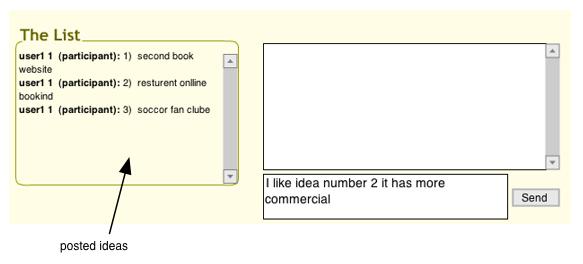 The List
user1 1 (participant): 1) second book
website
user1 1 (participant): 2) resturent onlline
bookind
user1 1 (participant): 3) soccor fan clube
I like idea number 2 it has more
commercial
Send
posted ideas